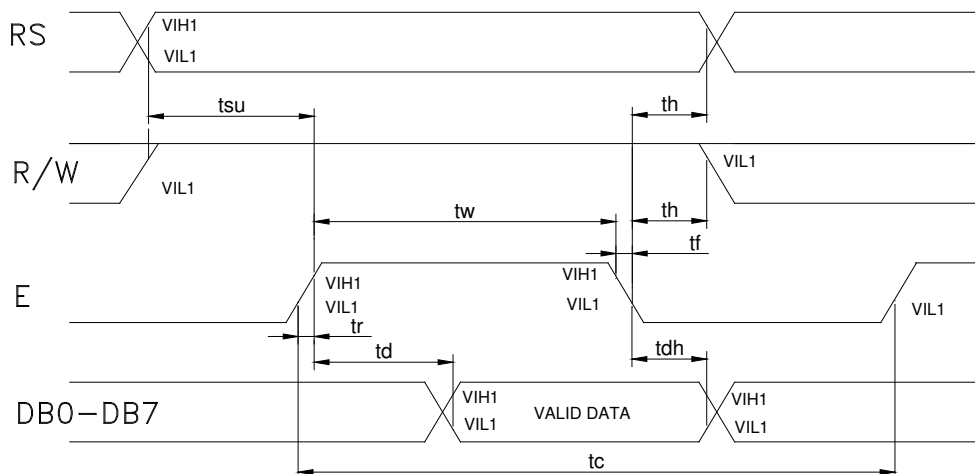 RS
VIH1
VIL1
tsu
th
R/W
VIL1
VIL1
tw
th
tf
E
VIH1
VIL1
VIH1
VIL1
VIL1
tr
td
tdh
DB0-DB7
VIH1
VIL1
VALID DATA
VIH1
VIL1
tc